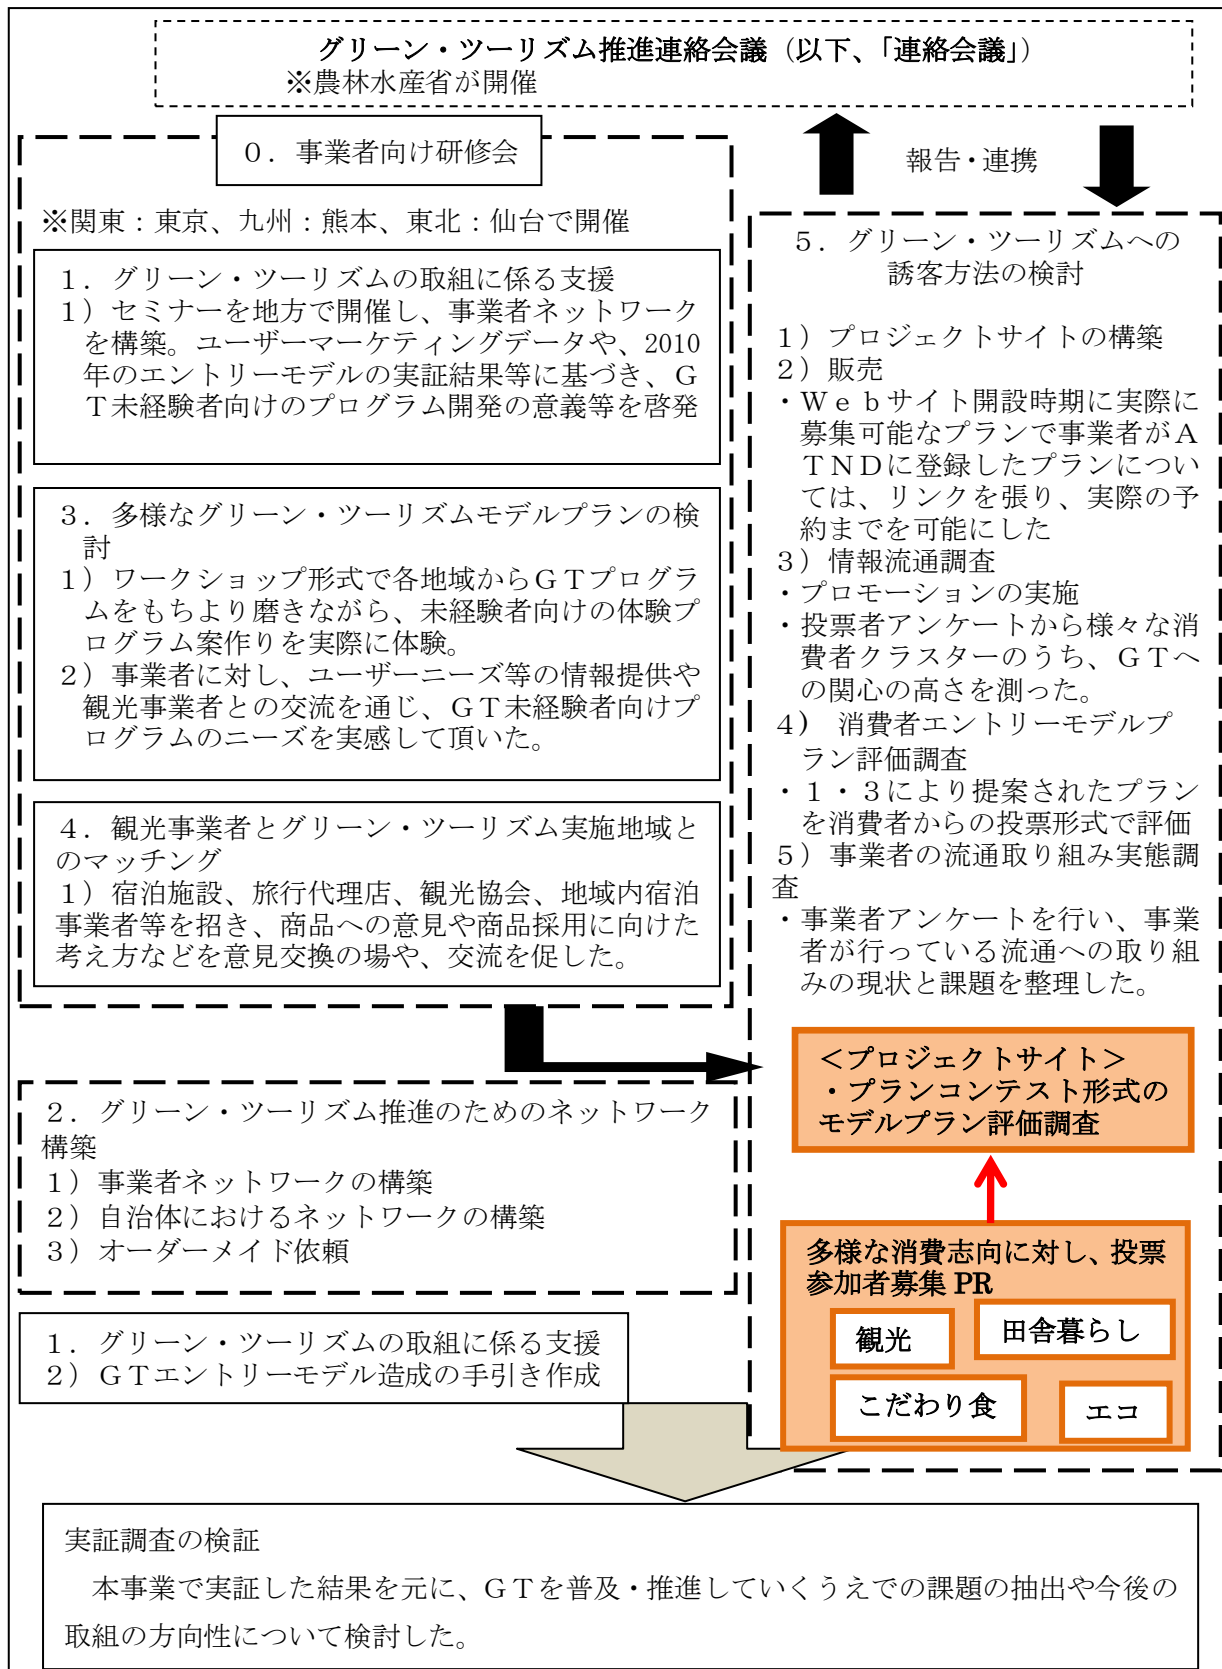 グリーン・ツーリズム推進連絡会議（以下、「連絡会議」）
※農林水産省が開催
報告・連携
０．事業者向け研修会
※関東：東京、九州：熊本、東北：仙台で開催
１．グリーン・ツーリズムの取組に係る支援
１）セミナーを地方で開催し、事業者ネットワーク
を構築。ユーザーマーケティングデータや、2010
年のエントリーモデルの実証結果等に基づき、Ｇ
Ｔ未経験者向けのプログラム開発の意義等を啓発
３．多様なグリーン・ツーリズムモデルプランの検
討
１）ワークショップ形式で各地域からＧＴプログラ
ムをもちより磨きながら、未経験者向けの体験プ
ログラム案作りを実際に体験。
２）事業者に対し、ユーザーニーズ等の情報提供や
観光事業者との交流を通じ、ＧＴ未経験者向けプ
ログラムのニーズを実感して頂いた。
４．観光事業者とグリーン・ツーリズム実施地域と
のマッチング
１）宿泊施設、旅行代理店、観光協会、地域内宿泊
事業者等を招き、商品への意見や商品採用に向けた
考え方などを意見交換の場や、交流を促した。
２．グリーン・ツーリズム推進のためのネットワーク
構築
１）事業者ネットワークの構築
２）自治体におけるネットワークの構築
３）オーダーメイド依頼
１．グリーン・ツーリズムの取組に係る支援
２）ＧＴエントリーモデル造成の手引き作成
５．グリーン・ツーリズムへの
誘客方法の検討
１）プロジェクトサイトの構築
２）販売
・Ｗｅｂサイト開設時期に実際に
募集可能なプランで事業者がＡ
ＴＮＤに登録したプランについ
ては、リンクを張り、実際の予
約までを可能にした
３）情報流通調査
・プロモーションの実施
・投票者アンケートから様々な消
費者クラスターのうち、ＧＴへ
の関心の高さを測った。
４） 消費者エントリーモデルプ
ラン評価調査
・１・３により提案されたプラン
を消費者からの投票形式で評価
５）事業者の流通取り組み実態調
査
・事業者アンケートを行い、事業
者が行っている流通への取り組
みの現状と課題を整理した。
＜プロジェクトサイト＞
・プランコンテスト形式の
モデルプラン評価調査
多様な消費志向に対し、投票
参加者募集 PR
観光
田舎暮らし
こだわり食
エコ
実証調査の検証
本事業で実証した結果を元に、ＧＴを普及・推進していくうえでの課題の抽出や今後の
取組の方向性について検討した。